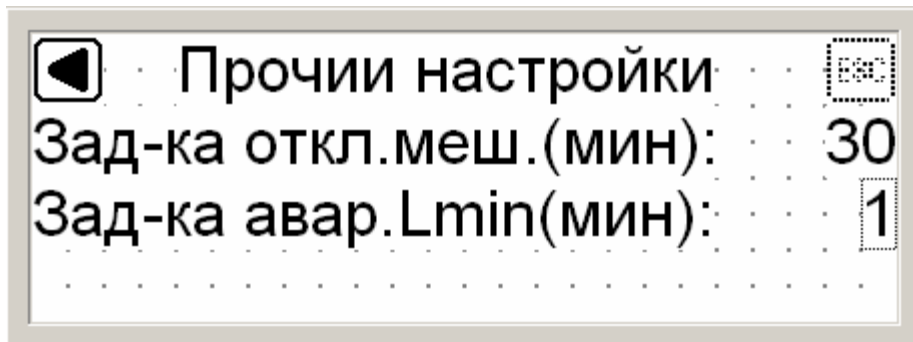 Прочии настройки ESC
Зад-ка откл.меш.(мин): 30
Зад-ка авар.Lmin(мин): 1